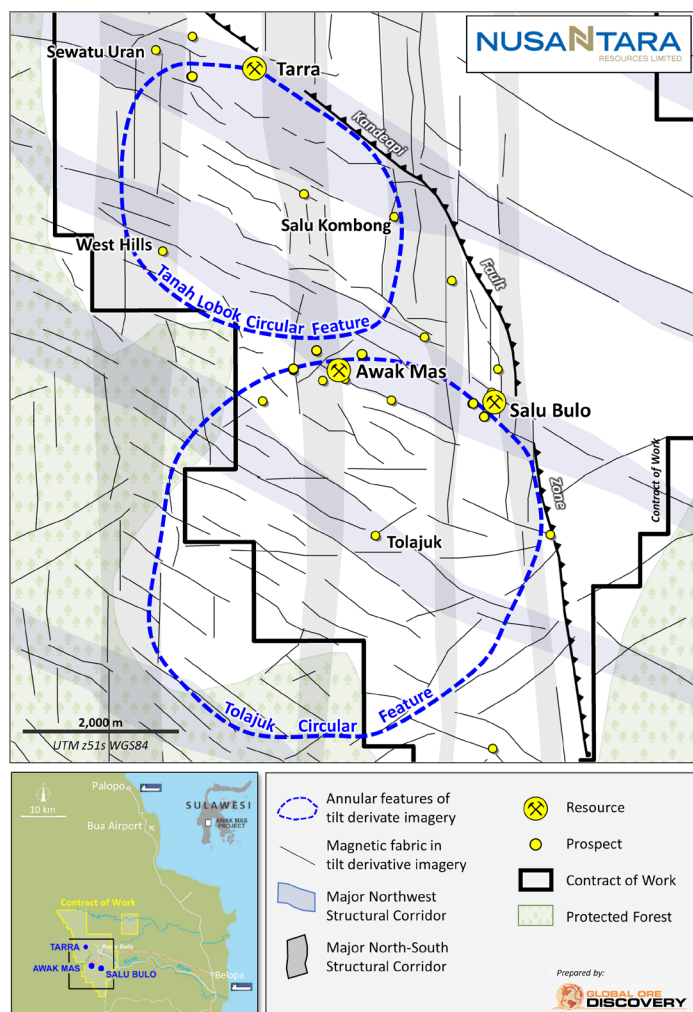 NUSANTARA
RESOURCES LIMITED
Sewatu Uran
Tarra
Kandeapi
Salu Kombong
West Hills
Fault
Tanah Lobok Circular Feature
Awak Mas
Salu Bulo
Contract of Work
Zone
Tolajuk
Tolajuk Circular Feature
2,000 m
UTM z51s WGS84
Palopo
10 km
SULAWESI
Bua Airport
AWAK MAS
PROJECT
Contract of Work
TARRA
AWAK MAS
SALU BULO
Belopa
Annular features of
tilt derivate imagery
Magnetic fabric in
tilt derivative imagery
Major Northwest
Structural Corridor
Major North-South
Structural Corridor
Resource
Prospect
Contract of Work
Protected Forest
Prepared by:
GLOBAL ORE
DISCOVERY